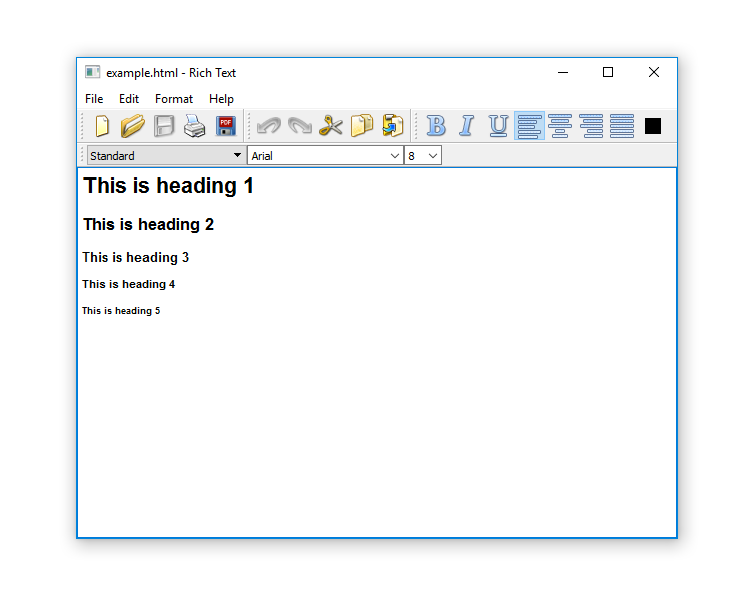 example.html - Rich Text
File Edit Format Help
PDF
B I U
Standard Arial 8
This is heading 1
This is heading 2
This is heading 3
This is heading 4
This is heading 5